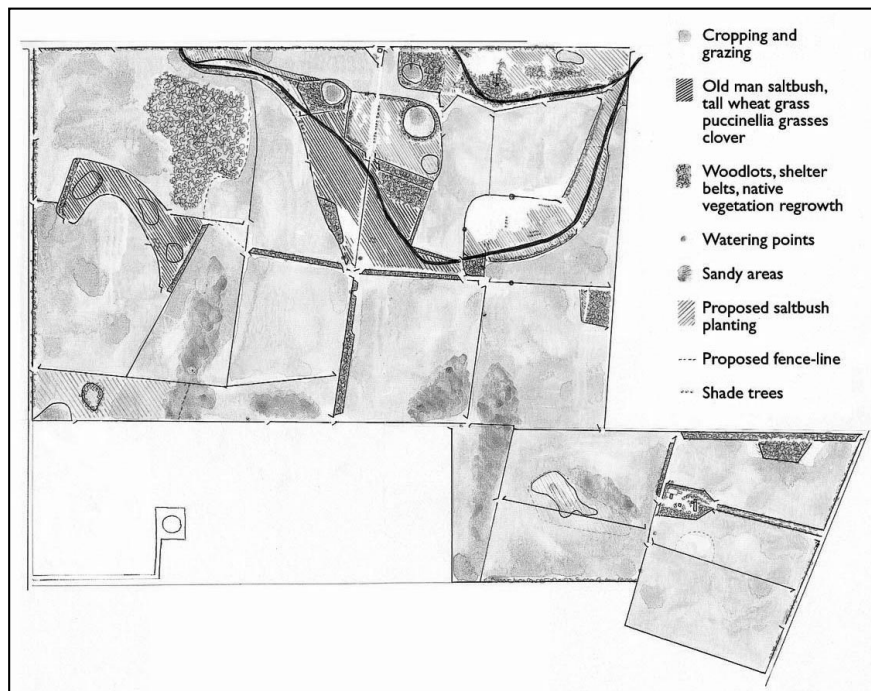 Cropping and
grazing
Old man saltbush,
tall wheat grass
puccinellia grasses
clover
Woodlots, shelter
belts, native
vegetation regrowth
Watering points
Sandy areas
Proposed saltbush
planting
Proposed fence-line
Shade trees